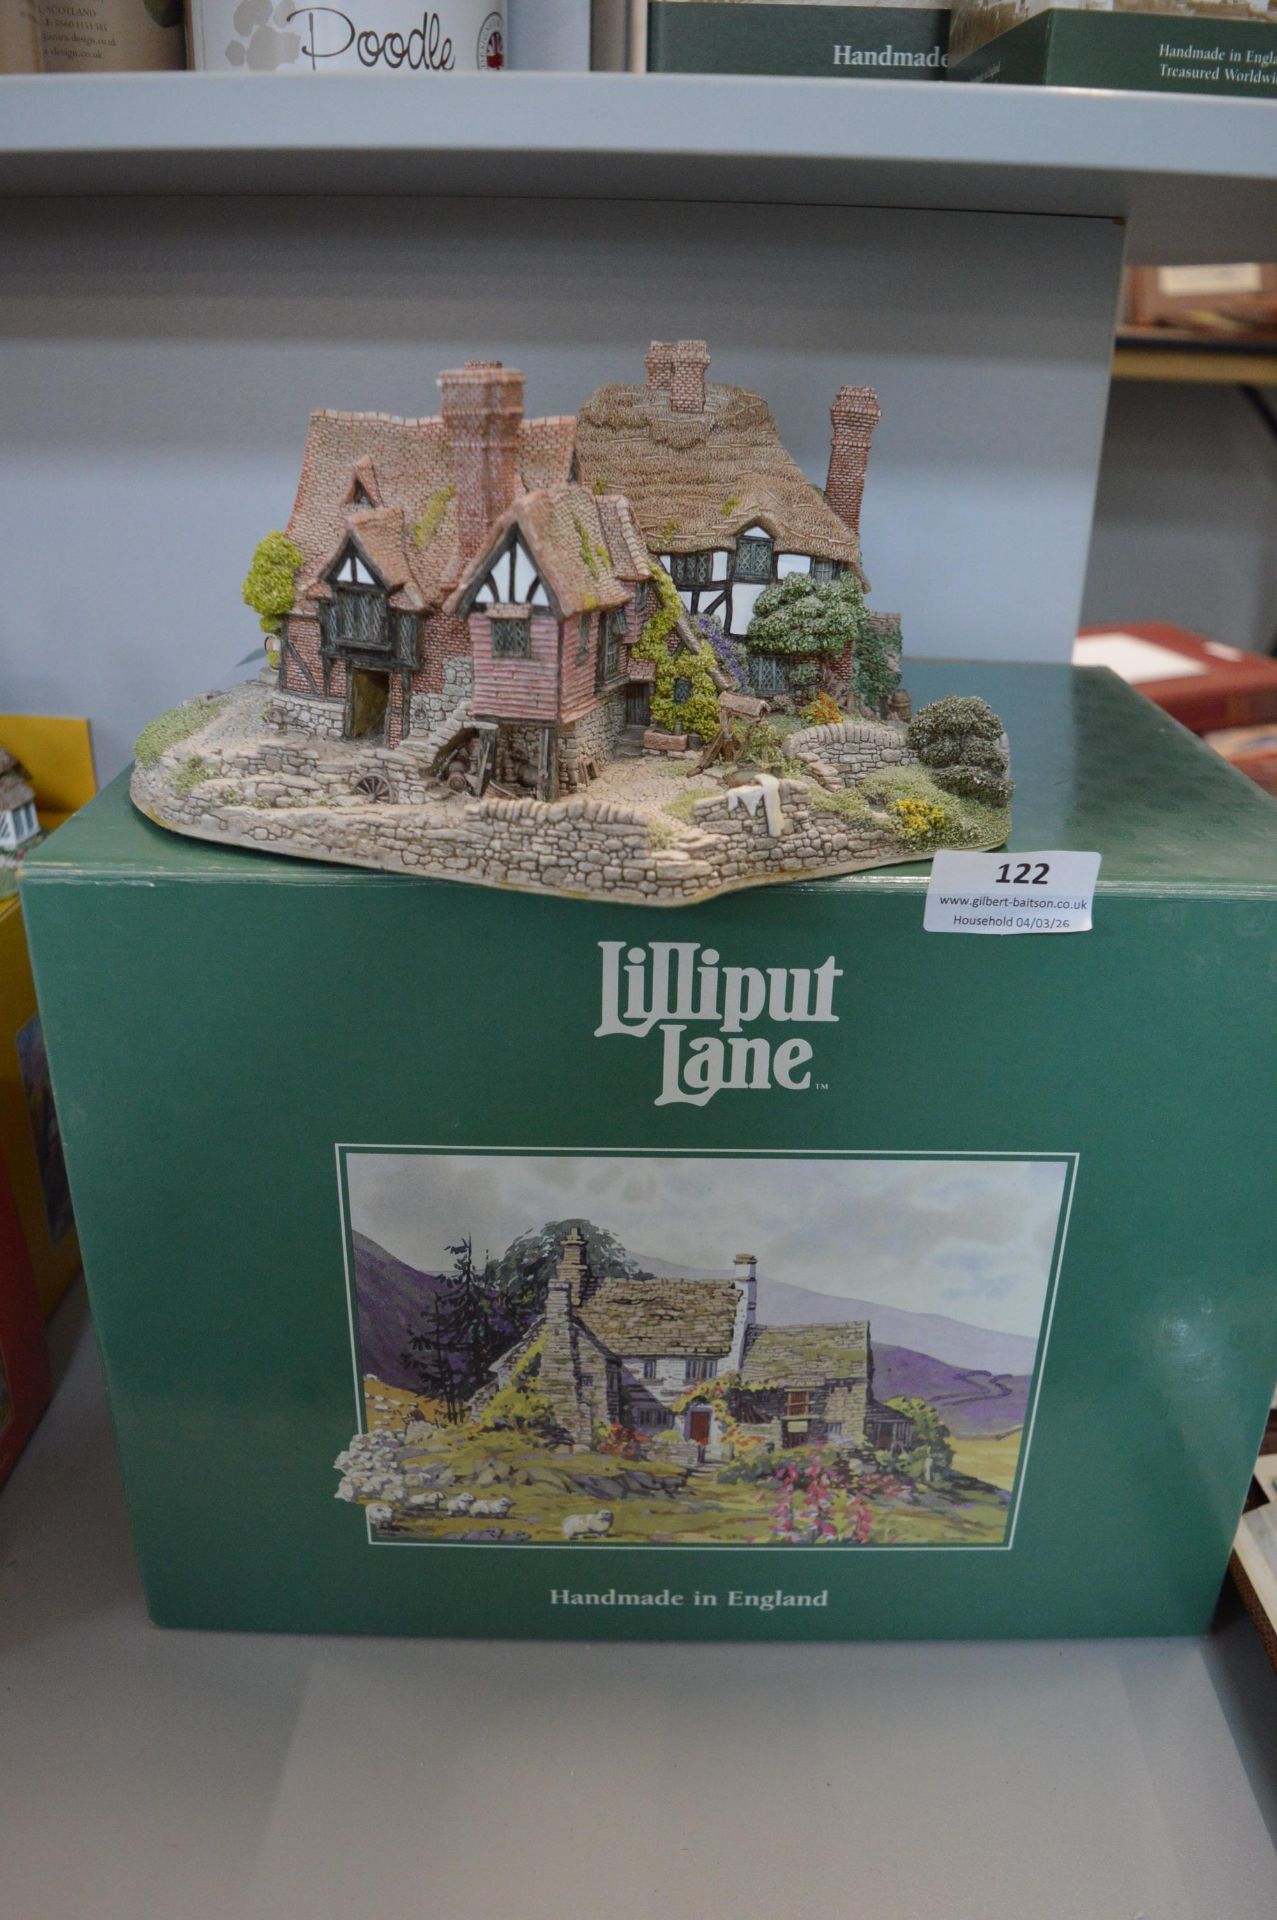 SCOTLAND
Poodle
Handmade
Handmade in Engla
Treasured Worldwi
122
www.gilbert-baitson.co.uk
Household 04/03/26
Lilliput
Lane
TM
Handmade in England